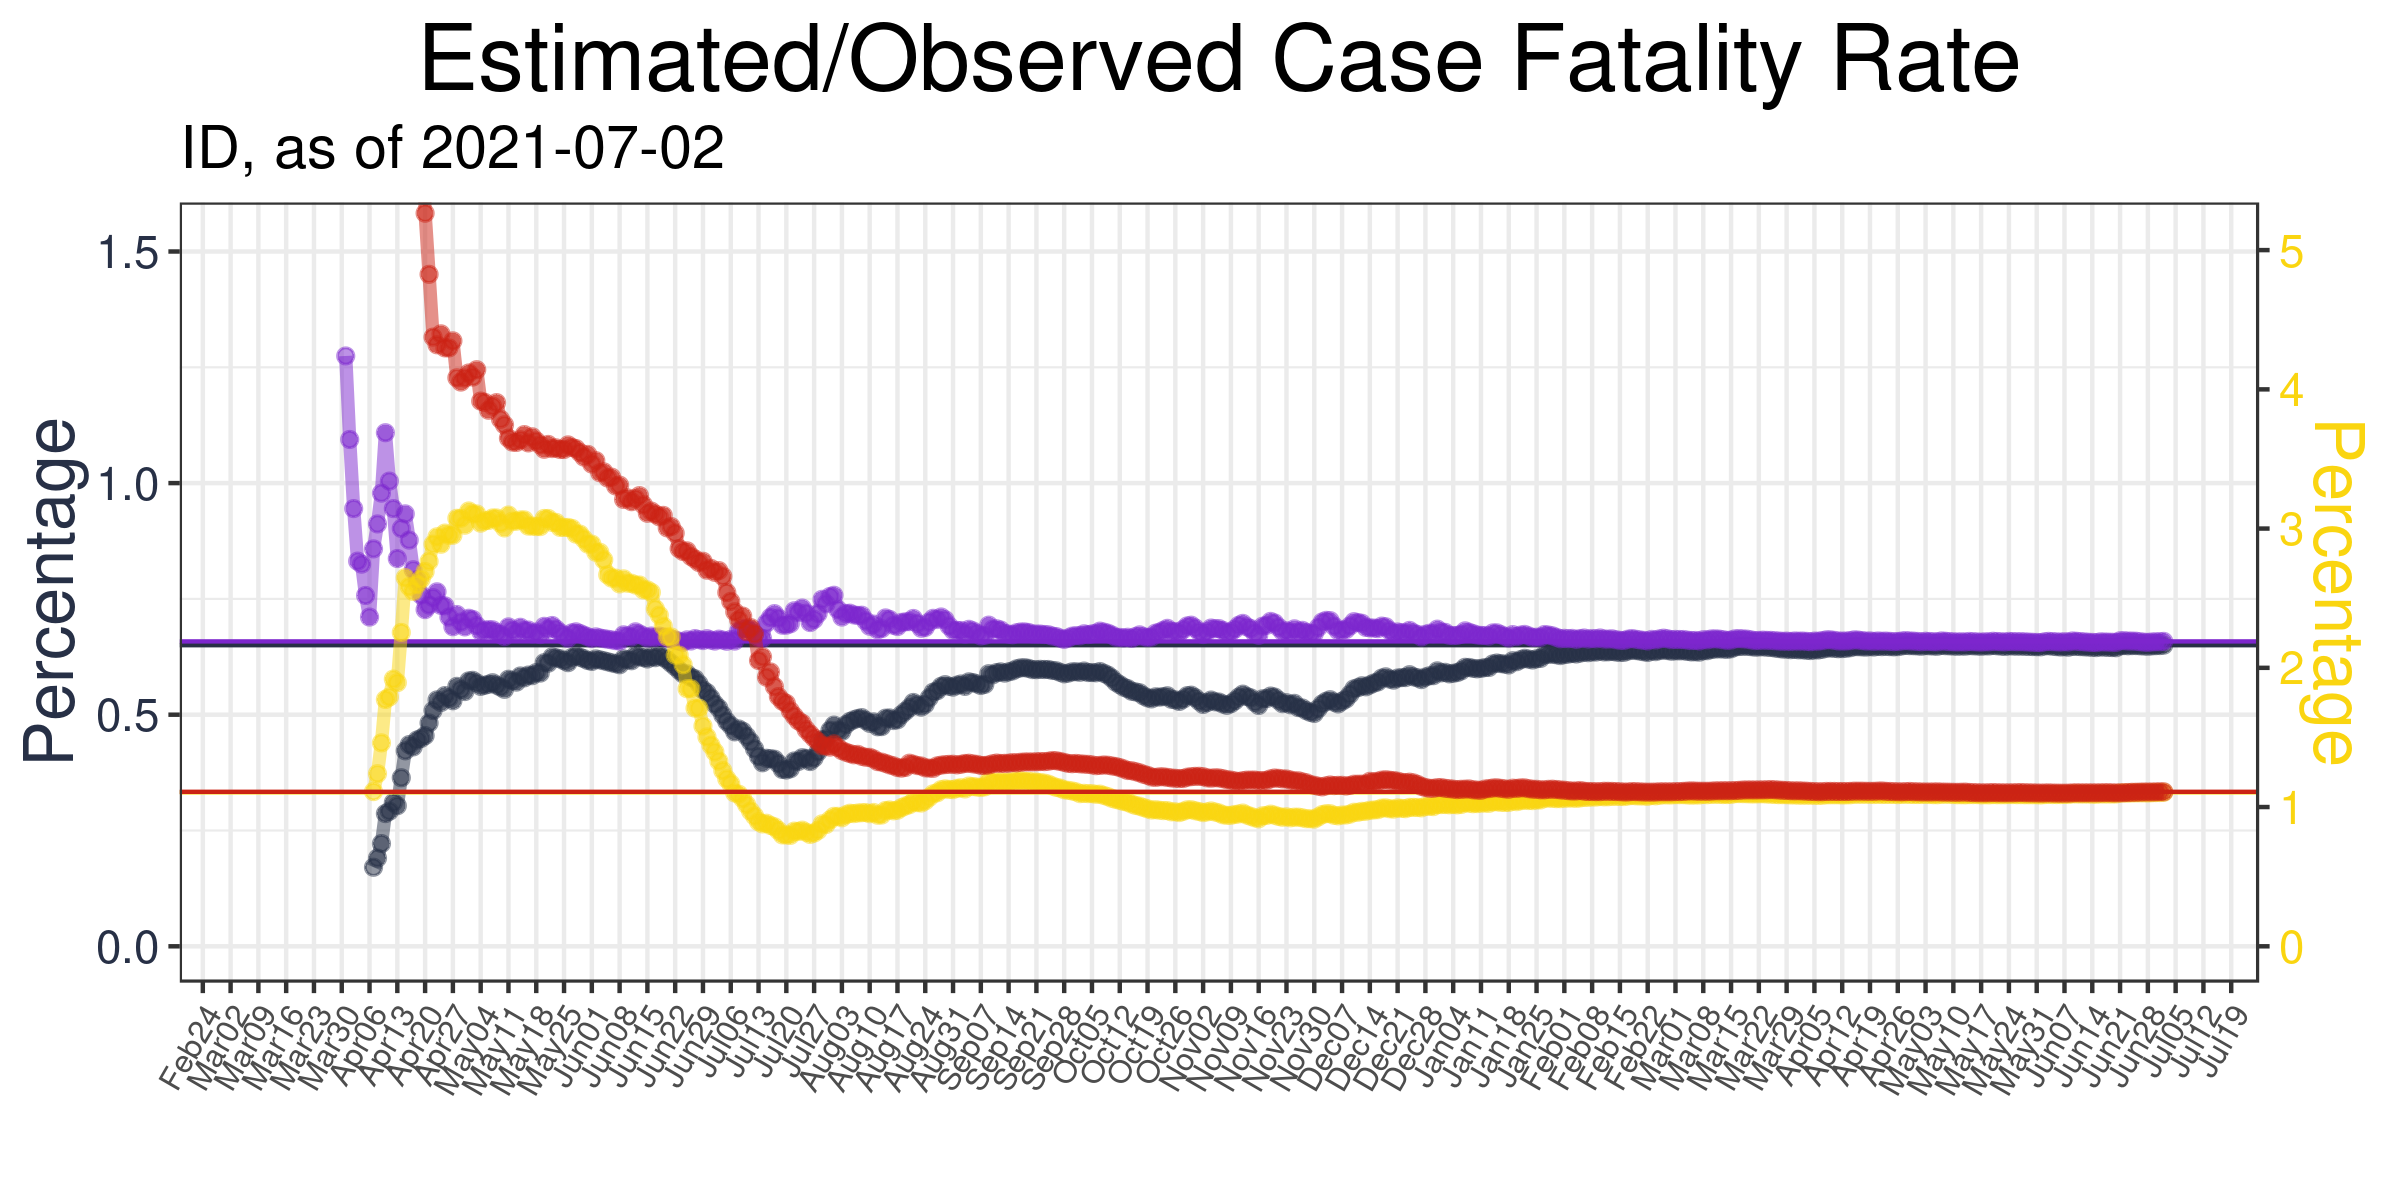 Estimated/Observed Case Fatality Rate
ID, as of 2021-07-02
Percentage
1.5
1.0
0.5
0.0
5
4
3
2
1
0
Percentage
Feb24
Mar02
Mar09
Mar16
Mar23
Mar30
Apr06
Apr13
Apr20
Apr27
May04
May11
May18
May25
Jun01
Jun08
Jun15
Jun22
Jun29
Jul06
Jul13
Jul20
Jul27
Aug03
Aug10
Aug17
Aug24
Aug31
Sep07
Sep14
Sep21
Sep28
Oct05
Oct12
Oct19
Oct26
Nov02
Nov09
Nov16
Nov23
Nov30
Dec07
Dec14
Dec21
Dec28
Jan04
Jan11
Jan18
Jan25
Feb01
Feb08
Feb15
Feb22
Mar01
Mar08
Mar15
Mar22
Mar29
Apr05
Apr12
Apr19
Apr26
May03
May10
May17
May24
May31
Jun07
Jun14
Jun21
Jun28
Jul05
Jul12
Jul19